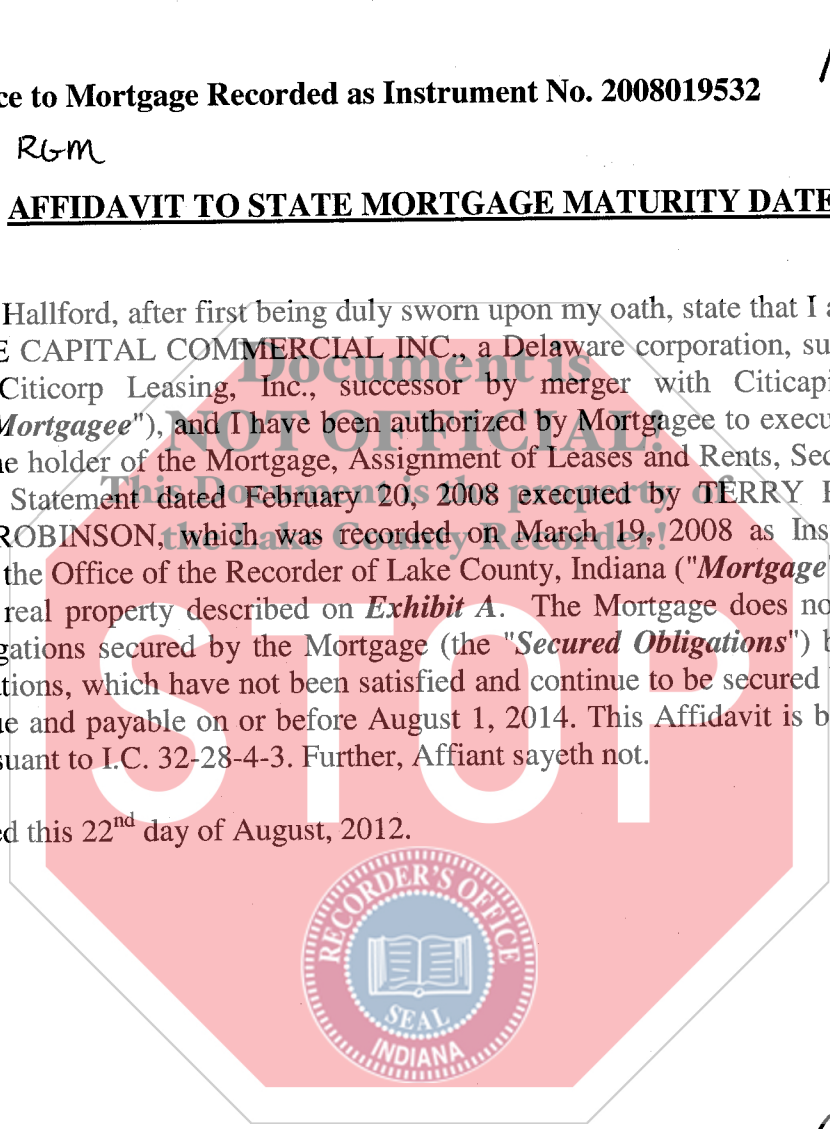 ce to Mortgage Recorded as Instrument No. 2008019532
RGM
AFFIDAVIT TO STATE MORTGAGE MATURITY DATE
Hallford, after first being duly sworn upon my oath, state that I a
E CAPITAL COMMERCIAL INC., a Delaware corporation, su
Document is
Citicorp Leasing, Inc., successor by merger with Citicapi
Mortgagee"), and I have been authorized by Mortgagee to execu
NOT OFFICIAL!
e holder of the Mortgage, Assignment of Leases and Rents, Sec
Statement dated February 20, 2008 executed by TERRY
This Document is the property of
ROBINSON, which was recorded on March 19, 2008 as Ins
the Lake County Recorder!
the Office of the Recorder of Lake County, Indiana ("Mortgage"
real property described on Exhibit A. The Mortgage does no
gations secured by the Mortgage (the "Secured Obligations") b
tions, which have not been satisfied and continue to be secured
e and payable on or before August 1, 2014. This Affidavit is b
suant to I.C. 32-28-4-3. Further, Affiant sayeth not.
STOP
ed this 22nd day of August, 2012.
RECORDER'S OFFICE
SEAL
INDIANA